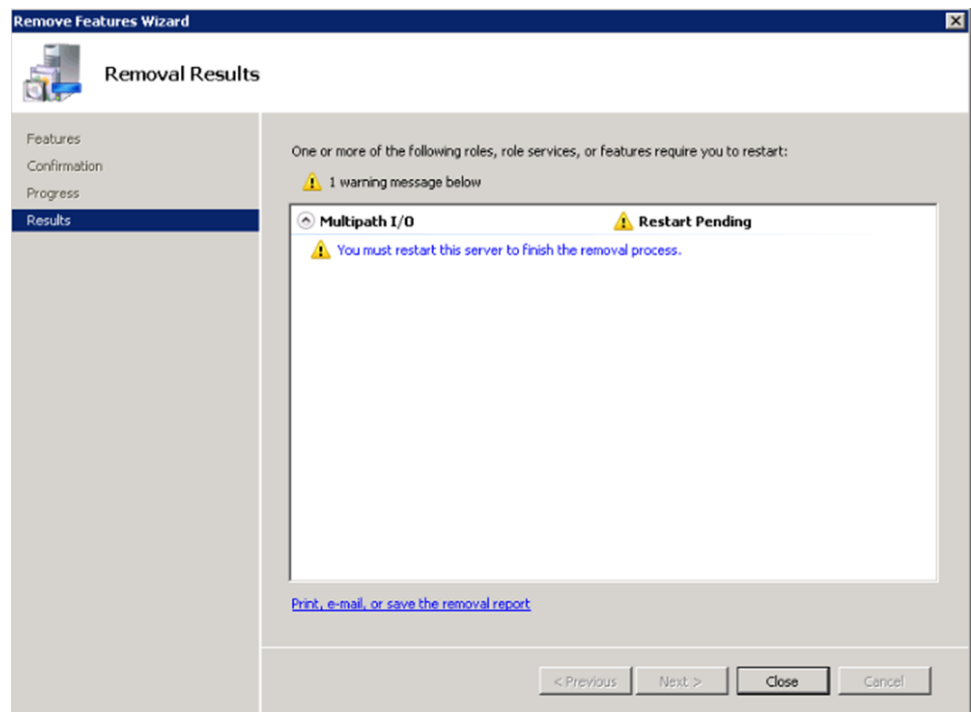 Remove Features Wizard
Removal Results
Features
Confirmation
Progress
Results
One or more of the following roles, role services, or features require you to restart:
1 warning message below
Multipath I/O Restart Pending
You must restart this server to finish the removal process.
Print, e-mail, or save the removal report
< Previous Next > Close Cancel